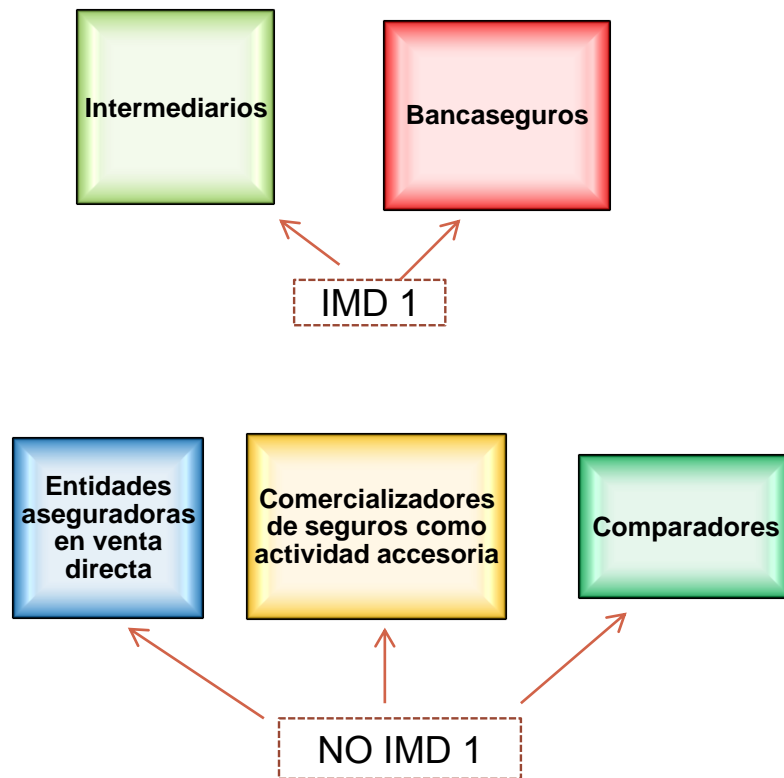 Intermediarios
Bancaseguros
IMD 1
Entidades
aseguradoras
en venta
directa
Comercializadores
de seguros como
actividad accesoria
Comparadores
NO IMD 1